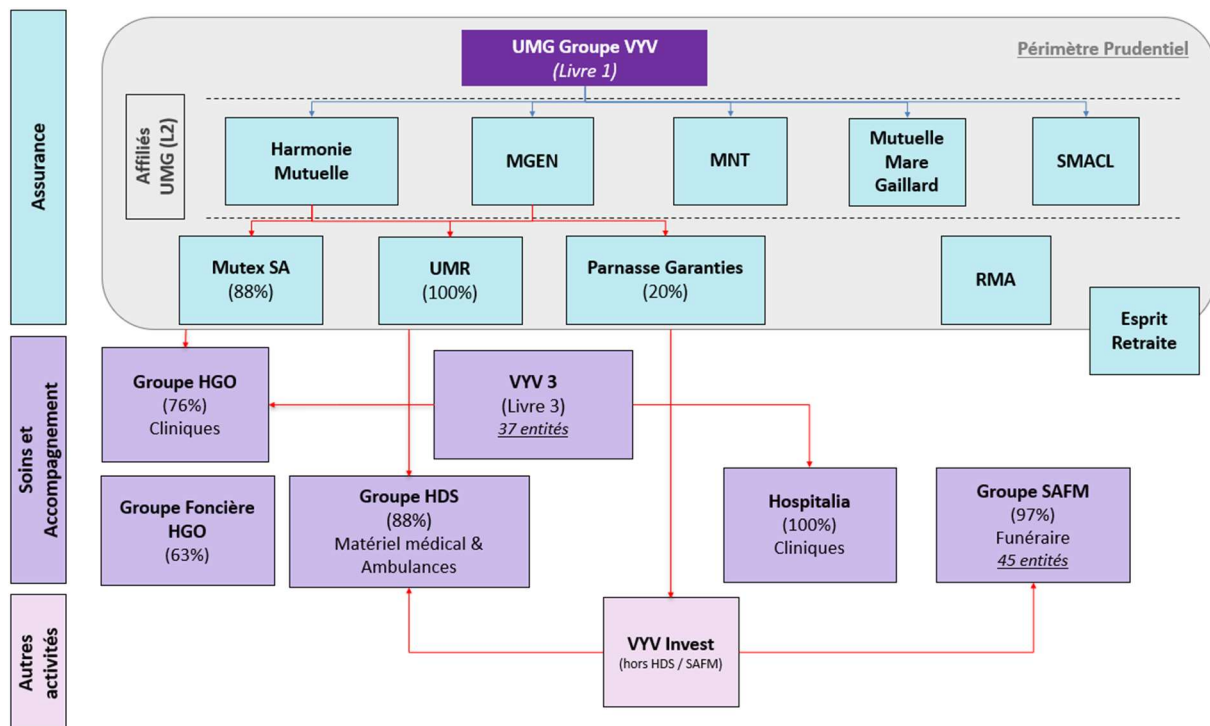 UMG Groupe VYV
(Livre 1)
Périmètre Prudentiel
Assurance
Affiliés
UMG (L2)
Harmonie
Mutuelle
MGEN
MNT
Mutuelle
Mare
Gaillard
SMACL
Mutex SA
(88%)
UMR
(100%)
Parnasse Garanties
(20%)
RMA
Esprit
Retraite
Soins et
Accompagnement
Groupe HGO
(76%)
Cliniques
VYV 3
(Livre 3)
37 entités
Groupe Foncière
HGO
(63%)
Groupe HDS
(88%)
Matériel médical &
Ambulances
Hospitalia
(100%)
Cliniques
Groupe SAFM
(97%)
Funéraire
45 entités
Autres
activités
VYV Invest
(hors HDS / SAFM)